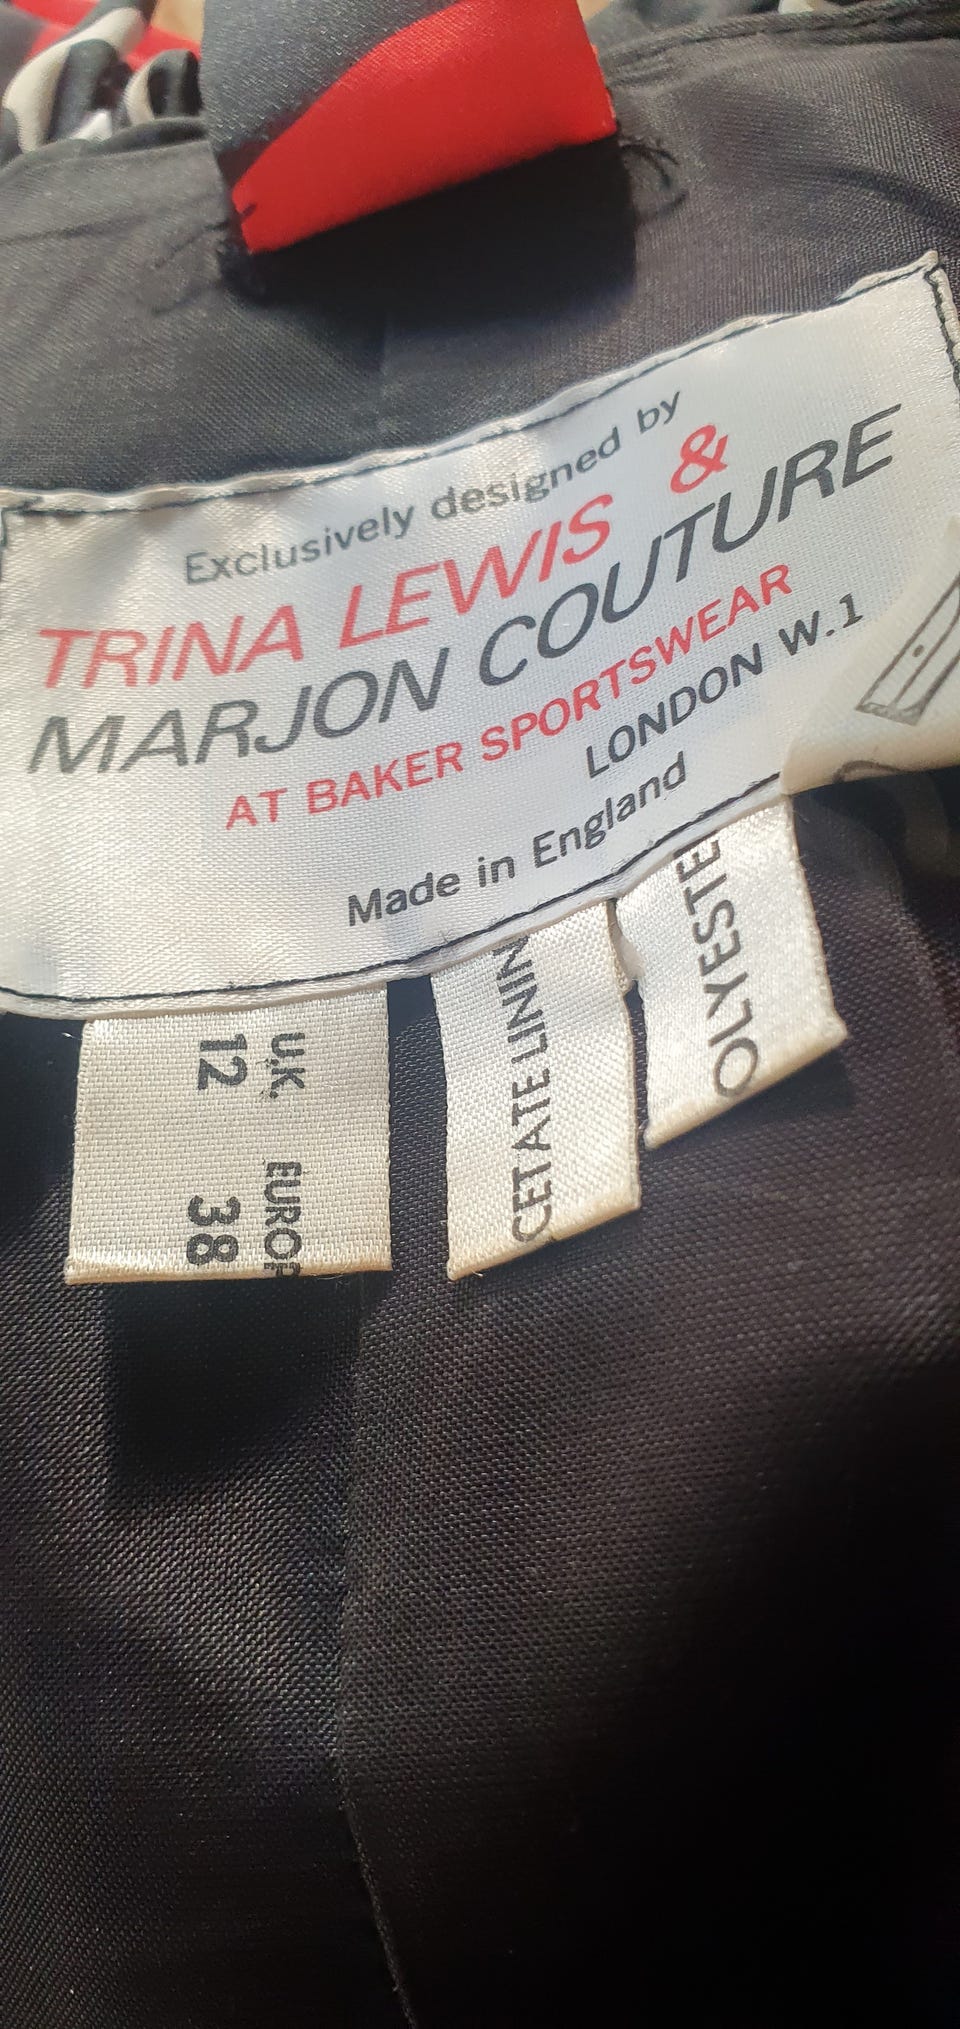 Exclusively designed by
TRINA LEWIS &
MARJON COUTURE
AT BAKER SPORTSWEAR
LONDON W.1
Made in England
U.K. EUROP
12 38
CETATE LININ
OLYESTE